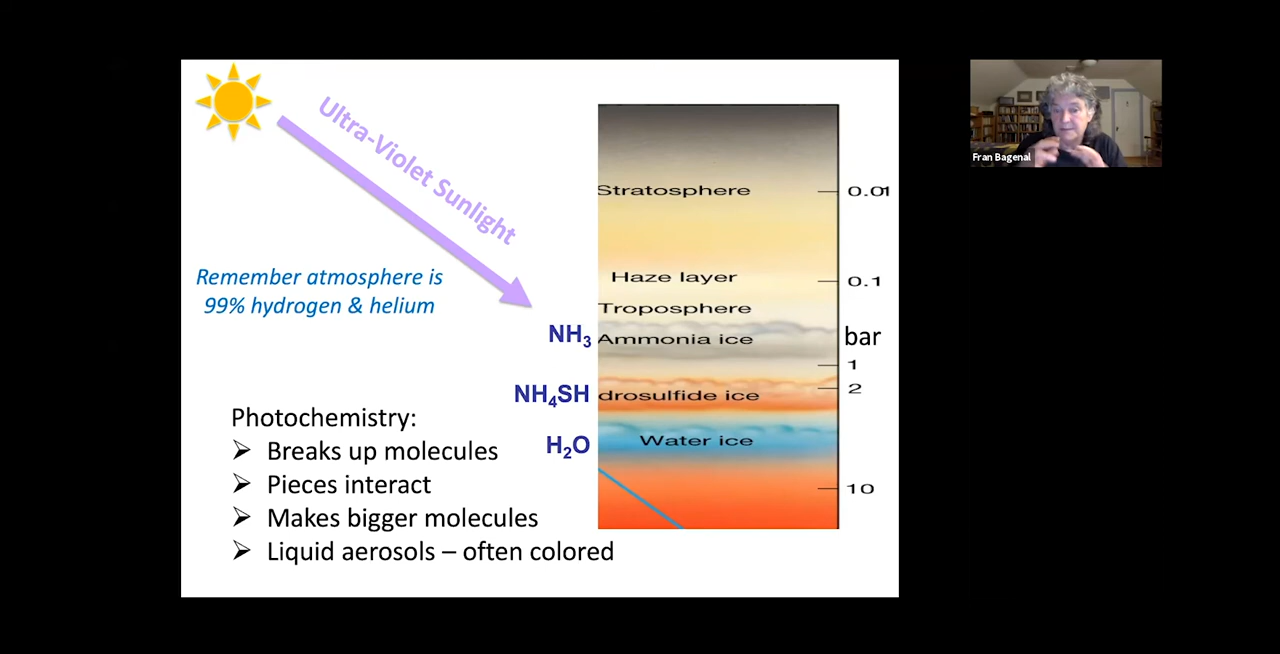 Ultra-Violet Sunlight
Remember atmosphere is
99% hydrogen & helium
Photochemistry:
➢ Breaks up molecules
➢ Pieces interact
➢ Makes bigger molecules
➢ Liquid aerosols – often colored
NH₃
NH₄SH
H₂O
Stratosphere
Haze layer
Troposphere
Ammonia ice
drosulfide ice
Water ice
0.01
0.1
bar
1
2
10
Fran Bagenal